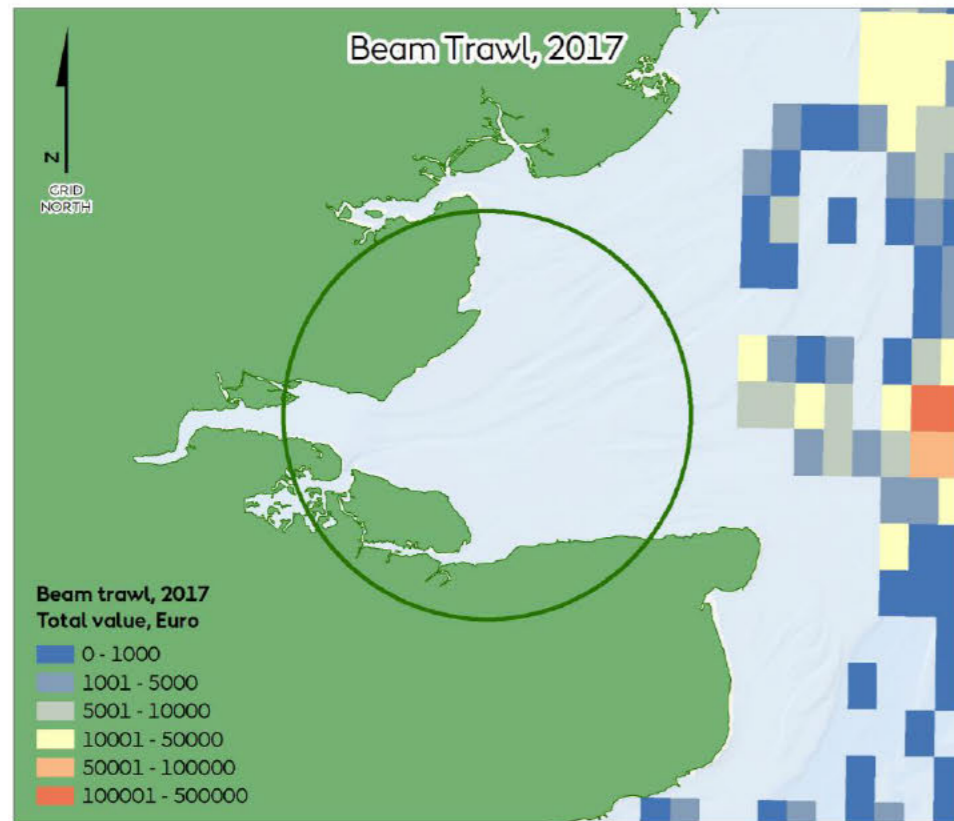 Beam Trawl, 2017
N
GRID
NORTH
Beam trawl, 2017
Total value, Euro
0 - 1000
1001 - 5000
5001 - 10000
10001 - 50000
50001 - 100000
100001 - 500000